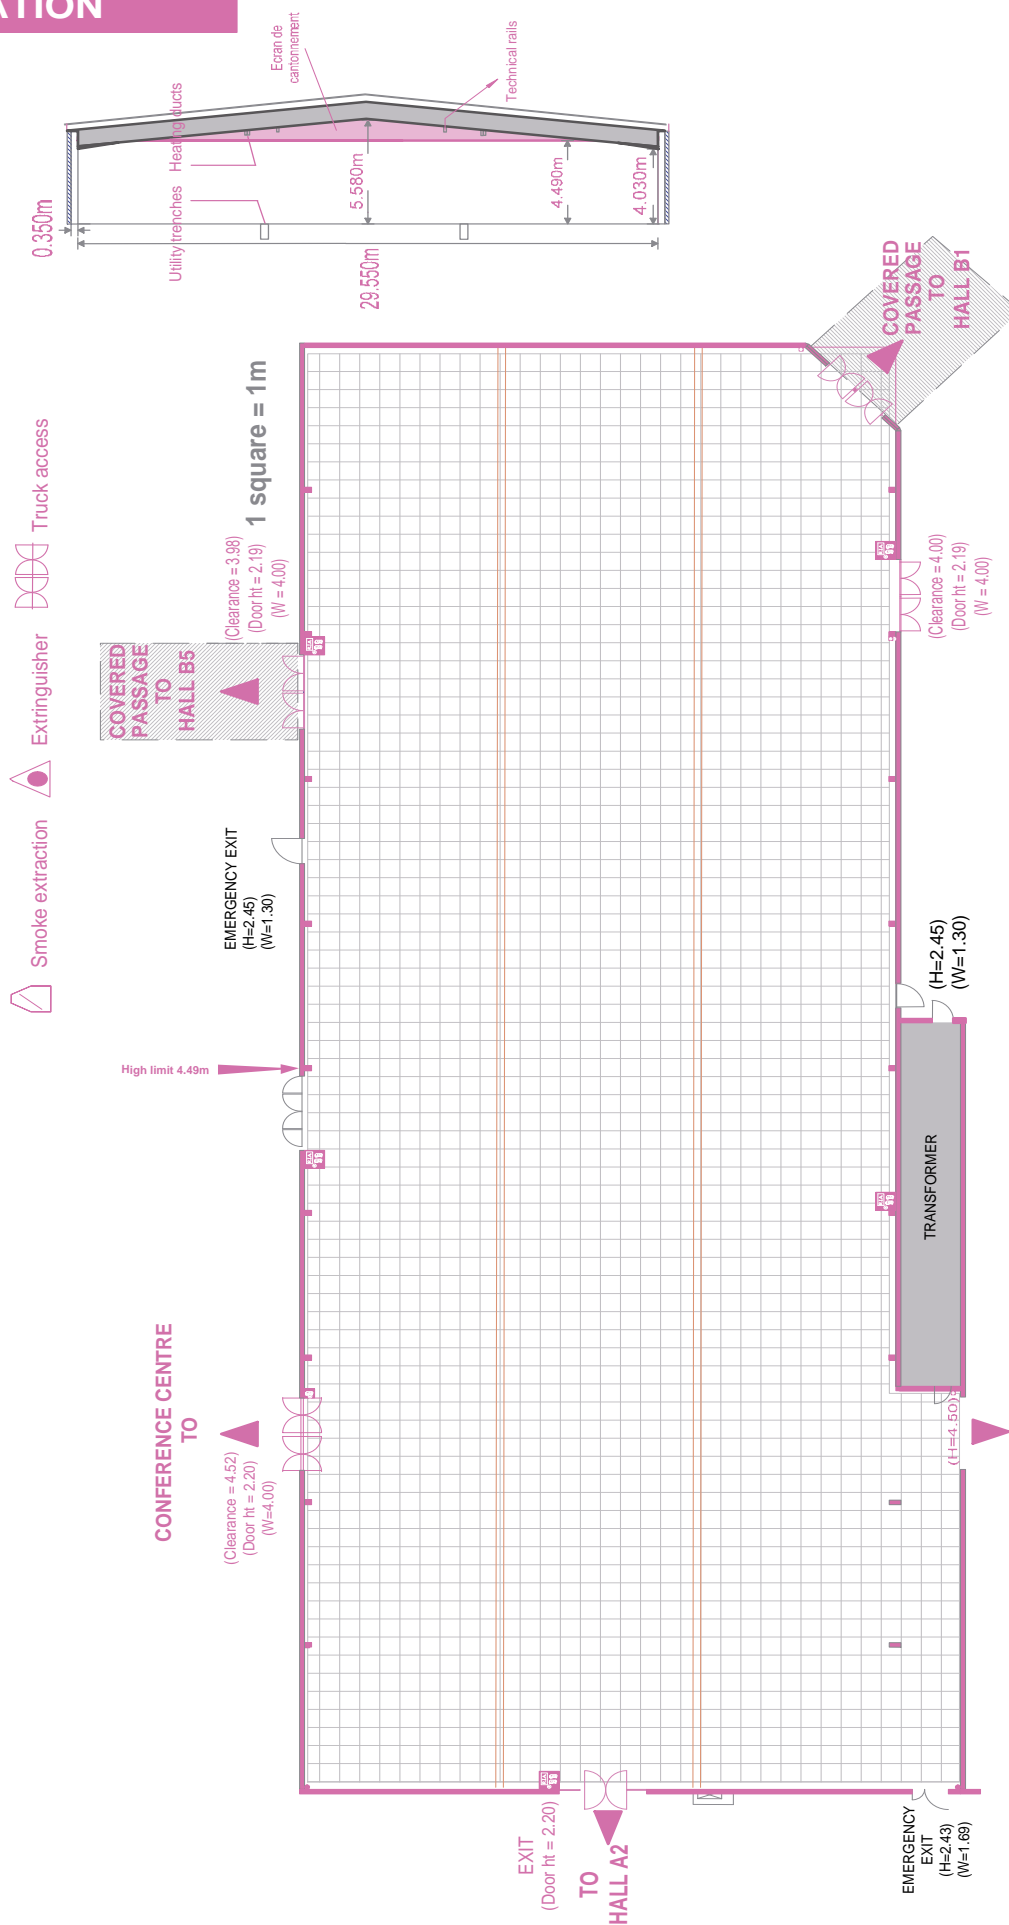 ATION
Ecran de
cantonnement
Technical rails
Heating ducts
Utility trenches
0.350m
5.580m
4.490m
4.030m
29.550m
COVERED
PASSAGE
TO
HALL B1
Truck access
Extringuisher
Smoke extraction
1 square = 1m
(Clearance = 3.98)
(Door ht = 2.19)
(W = 4.00)
COVERED
PASSAGE
TO
HALL B5
(Clearance = 4.00)
(Door ht = 2.19)
(W = 4.00)
EMERGENCY EXIT
(H=2.45)
(W=1.30)
(H=2.45)
(W=1.30)
High limit 4.49m
TRANSFORMER
CONFERENCE CENTRE
TO
(Clearance = 4.52)
(Door ht = 2.20)
(W=4.00)
(H=4.50)
EXIT
(Door ht = 2.20)
TO
HALL A2
EMERGENCY
EXIT
(H=2.43)
(W=1.69)